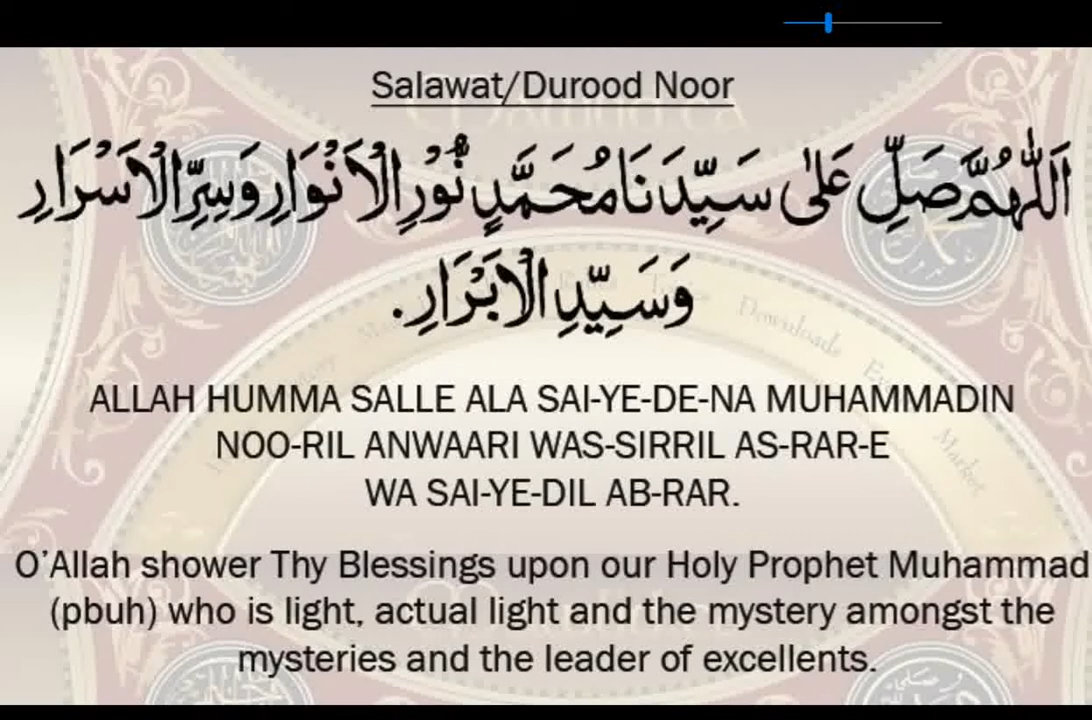 Salawat/Durood Noor
اَللّٰهُمَّ صَلِّ عَلٰى سَيِّدَنَا مُحَمَّدٍ نُّوْرِ الْاَنْوَارِ وَسِرِّ الْاَسْرَارِ
وَسَيِّدِ الْاَبْرَارِ.
ALLAH HUMMA SALLE ALA SAI-YE-DE-NA MUHAMMADIN
NOO-RIL ANWAARI WAS-SIRRIL AS-RAR-E
WA SAI-YE-DIL AB-RAR.
O’Allah shower Thy Blessings upon our Holy Prophet Muhammad
(pbuh) who is light, actual light and the mystery amongst the
mysteries and the leader of excellents.
Downloads
Market